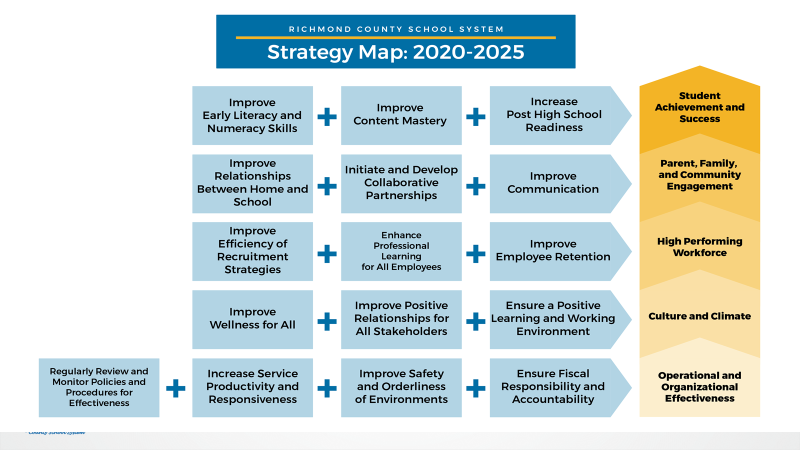 RICHMOND COUNTY SCHOOL SYSTEM
Strategy Map: 2020-2025
Improve
Early Literacy and
Numeracy Skills
+
Improve
Content Mastery
+
Increase
Post High School
Readiness
Student
Achievement and
Success
Improve
Relationships
Between Home and
School
+
Initiate and Develop
Collaborative
Partnerships
+
Improve
Communication
Parent, Family,
and Community
Engagement
Improve
Efficiency of
Recruitment
Strategies
+
Enhance
Professional
Learning
for All Employees
+
Improve
Employee Retention
High Performing
Workforce
Improve
Wellness for All
+
Improve Positive
Relationships for
All Stakeholders
+
Ensure a Positive
Learning and Working
Environment
Culture and Climate
Regularly Review and
Monitor Policies and
Procedures for
Effectiveness
+
Increase Service
Productivity and
Responsiveness
+
Improve Safety
and Orderliness
of Environments
+
Ensure Fiscal
Responsibility and
Accountability
Operational and
Organizational
Effectiveness
County School System